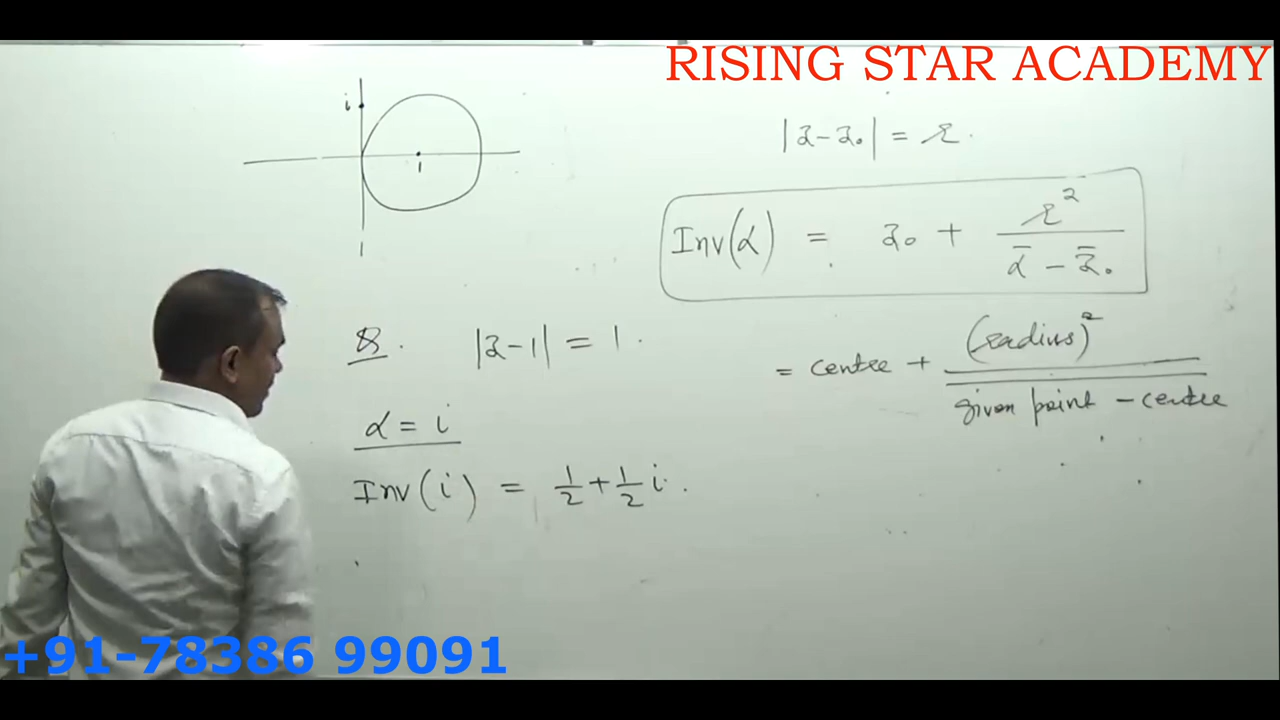 RISING STAR ACADEMY
i
1
|z-z₀| = r.
Inv(α) = z₀ + r² / (ᾱ - z̄₀)
Q. |z-1| = 1.
= centre + (radius)² / given point - centre
α = i
Inv(i) = 1/2 + 1/2 i.
+91-78386 99091